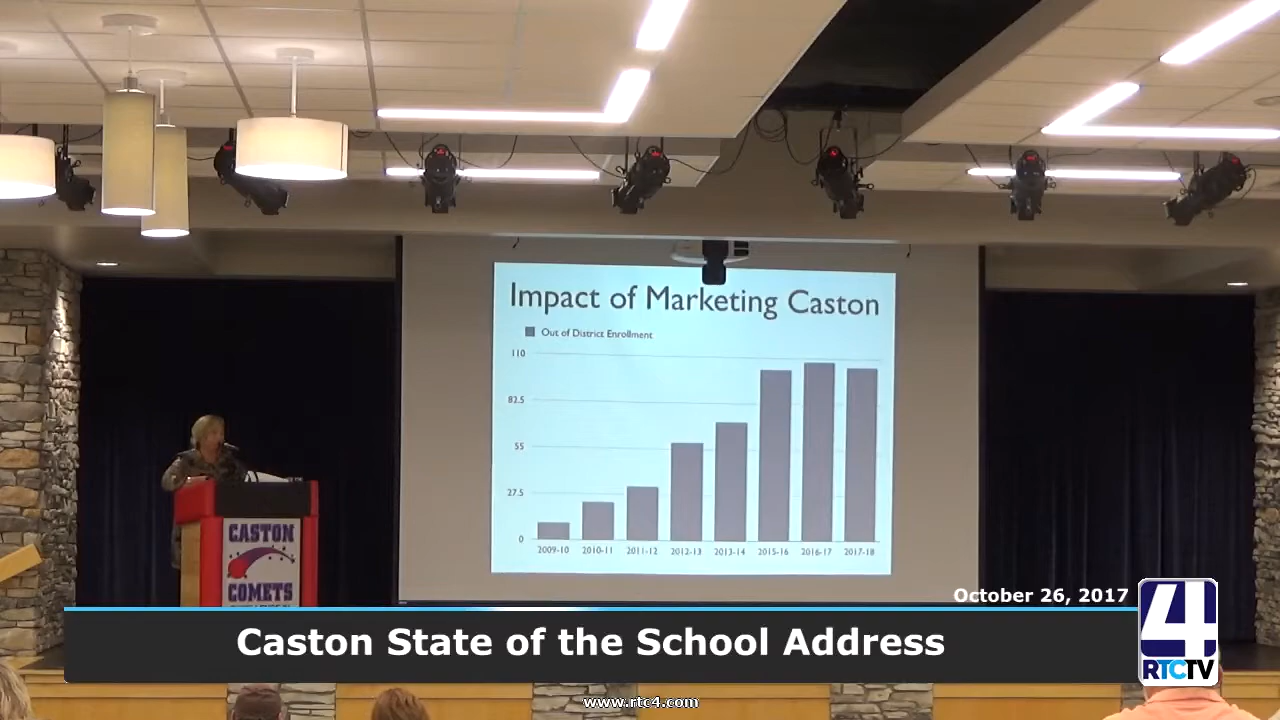 Impact of Marketing Caston
Out of District Enrollment
110
82.5
55
27.5
0
2009-10 2010-11 2011-12 2012-13 2013-14 2015-16 2016-17 2017-18
CASTON
COMETS
October 26, 2017
Caston State of the School Address
4
RTCTV
www.rtc4.com